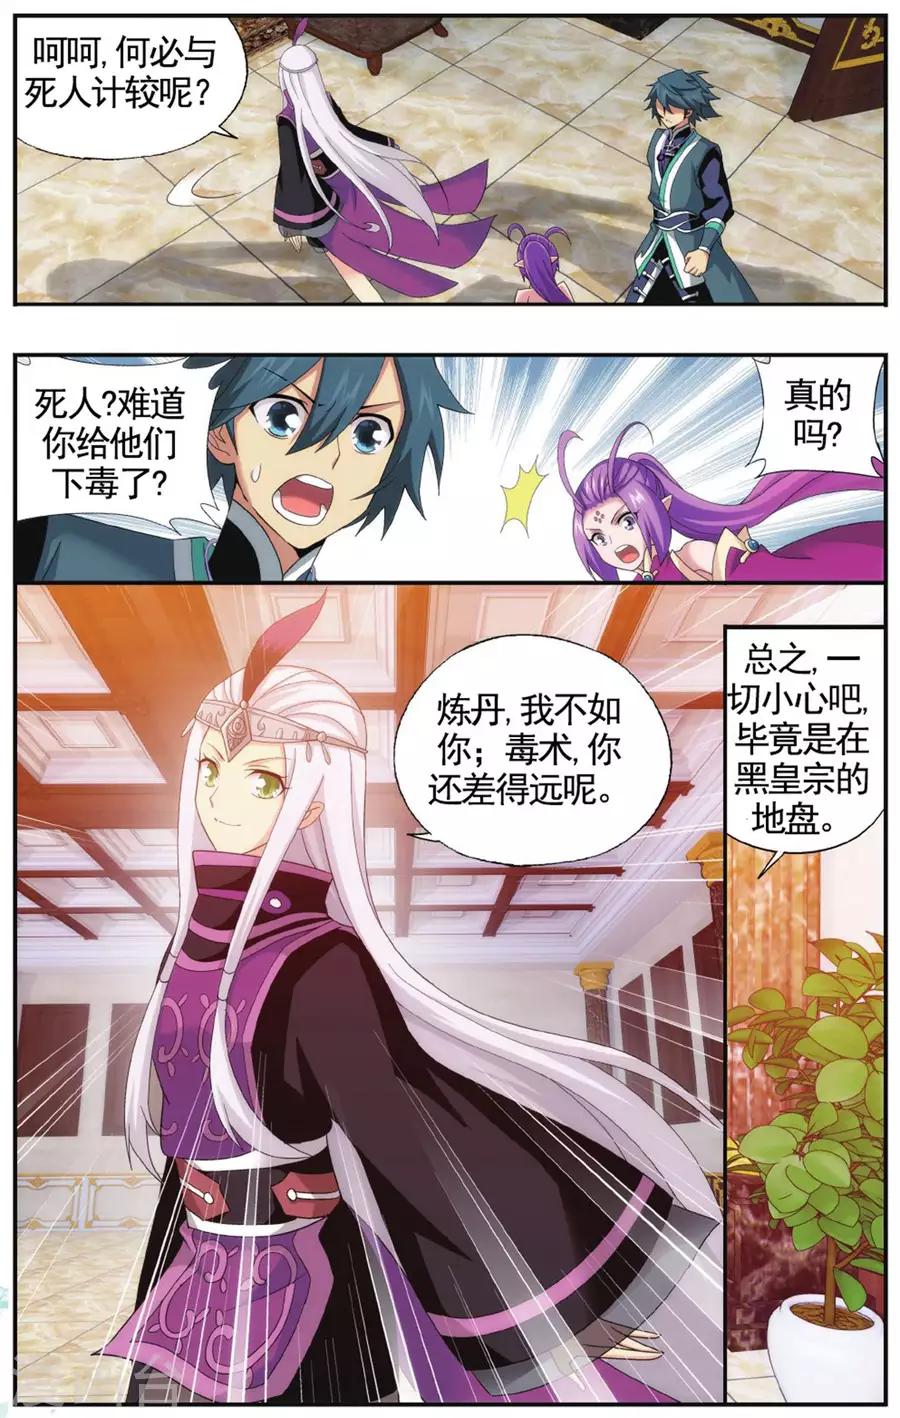 呵呵,何必与
死人计较呢?
死人?难道
你给他们
下毒了?
真的
吗?
炼丹,我不如
你；毒术,你
还差得远呢。
总之,一
切小心吧,
毕竟是在
黑皇宗的
地盘。